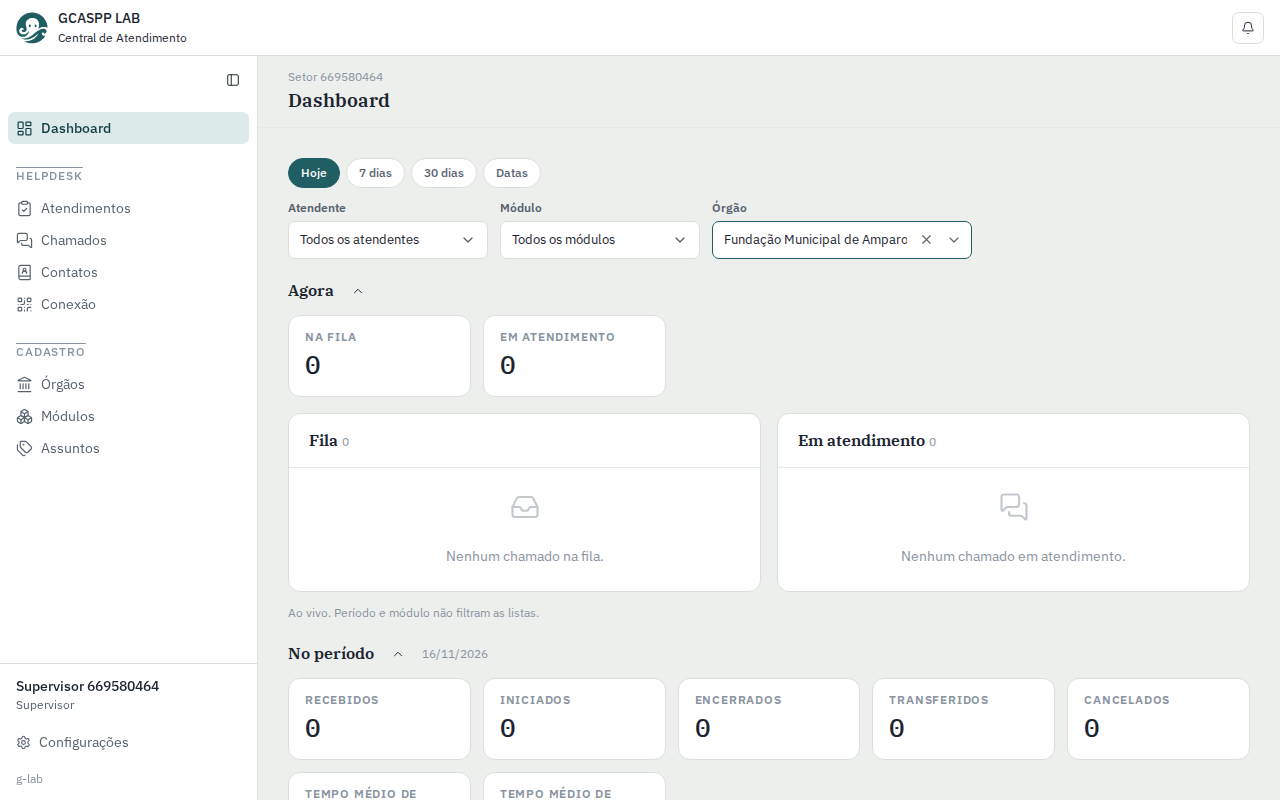 GCASPP LAB
Central de Atendimento
Dashboard
HELPDESK
Atendimentos
Chamados
Contatos
Conexão
CADASTRO
Órgãos
Módulos
Assuntos
Supervisor 669580464
Supervisor
Configurações
g-lab
Setor 669580464
Dashboard
Hoje 7 dias 30 dias Datas
Atendente Módulo Órgão
Todos os atendentes Todos os módulos Fundação Municipal de Amparo
Agora
NA FILA EM ATENDIMENTO
0 0
Fila 0 Em atendimento 0
Nenhum chamado na fila. Nenhum chamado em atendimento.
Ao vivo. Período e módulo não filtram as listas.
No período 16/11/2026
RECEBIDOS INICIADOS ENCERRADOS TRANSFERIDOS CANCELADOS
0 0 0 0 0
TEMPO MÉDIO DE TEMPO MÉDIO DE